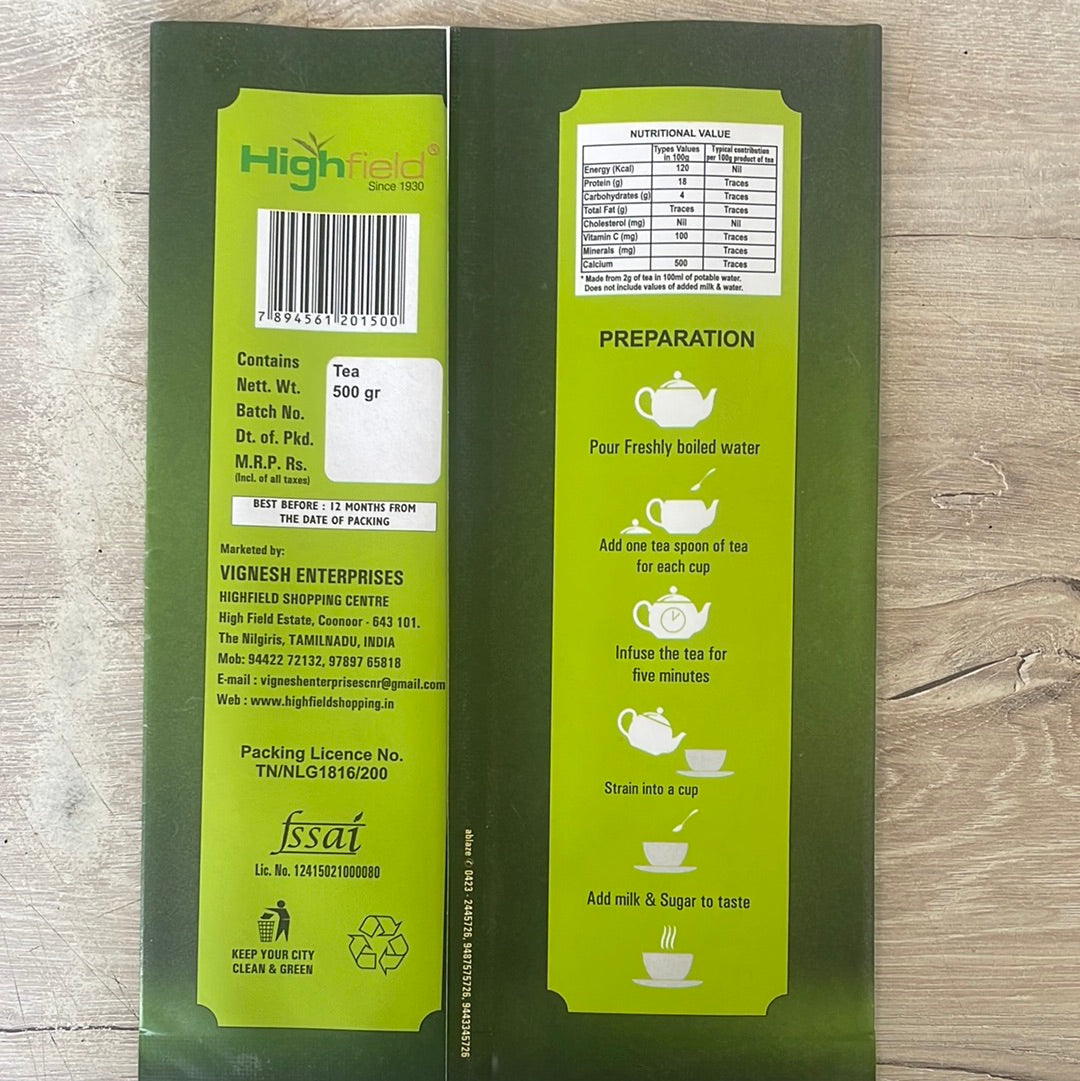 Highfield®
Since 1930
7 894561 201500
Contains Tea
Nett. Wt. 500 gr
Batch No.
Dt. of Pkd.
M.R.P. Rs.
(Incl. of all taxes)
BEST BEFORE : 12 MONTHS FROM
THE DATE OF PACKING
Marketed by:
VIGNESH ENTERPRISES
HIGHFIELD SHOPPING CENTRE
High Field Estate, Coonoor - 643 101.
The Nilgiris, TAMILNADU, INDIA
Mob: 94422 72132, 97897 65818
E-mail : vigneshenterprisescnr@gmail.com
Web : www.highfieldshopping.in
Packing Licence No.
TN/NLG1816/200
fssai
Lic. No. 12415021000080
KEEP YOUR CITY
CLEAN & GREEN
ablaze ✆ 0423 - 2445726, 9487575726, 9443345726
NUTRITIONAL VALUE
Types Values in 100g Typical contribution per 100g product of tea
Energy (Kcal) 120 Nil
Protein (g) 18 Traces
Carbohydrates (g) 4 Traces
Total Fat (g) Traces Traces
Cholesterol (mg) Nil Nil
Vitamin C (mg) 100 Traces
Minerals (mg) Traces
Calcium 500 Traces
* Made from 2g of tea in 100ml of potable water.
Does not include values of added milk & water.
PREPARATION
Pour Freshly boiled water
Add one tea spoon of tea
for each cup
Infuse the tea for
five minutes
Strain into a cup
Add milk & Sugar to taste